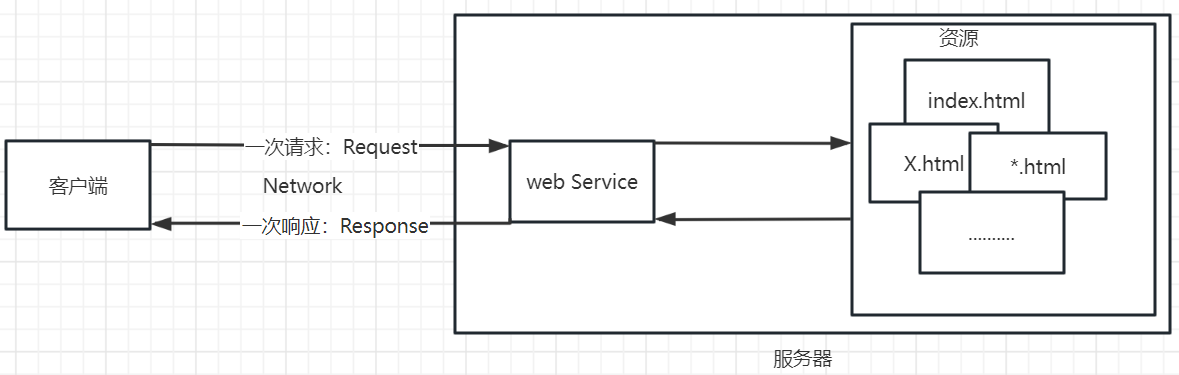 资源
index.html
X.html
*.html
..........
客户端
一次请求：Request
Network
一次响应：Response
web Service
服务器